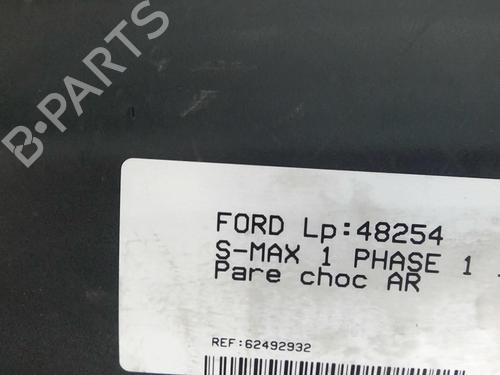 B-PARTS
FORD Lp:48254
S-MAX 1 PHASE 1
Pare choc AR
REF:62492932